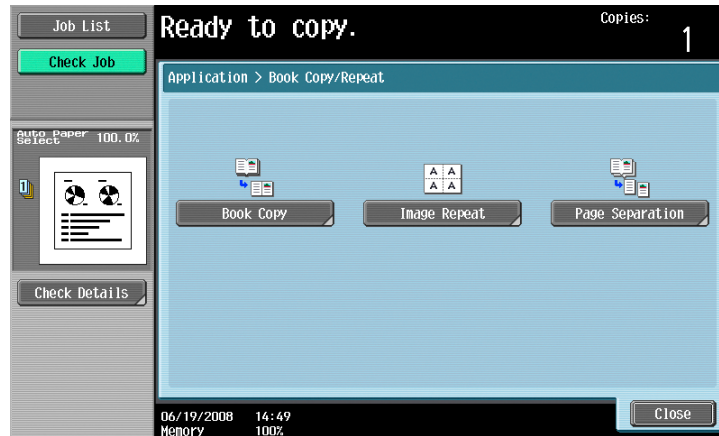 Job List
Check Job
Ready to copy.
Copies:
1
Application > Book Copy/Repeat
Auto Paper
Select 100.0%
1
A A
A A
Book Copy
Image Repeat
Page Separation
Check Details
06/19/2008 14:49
Memory 100%
Close